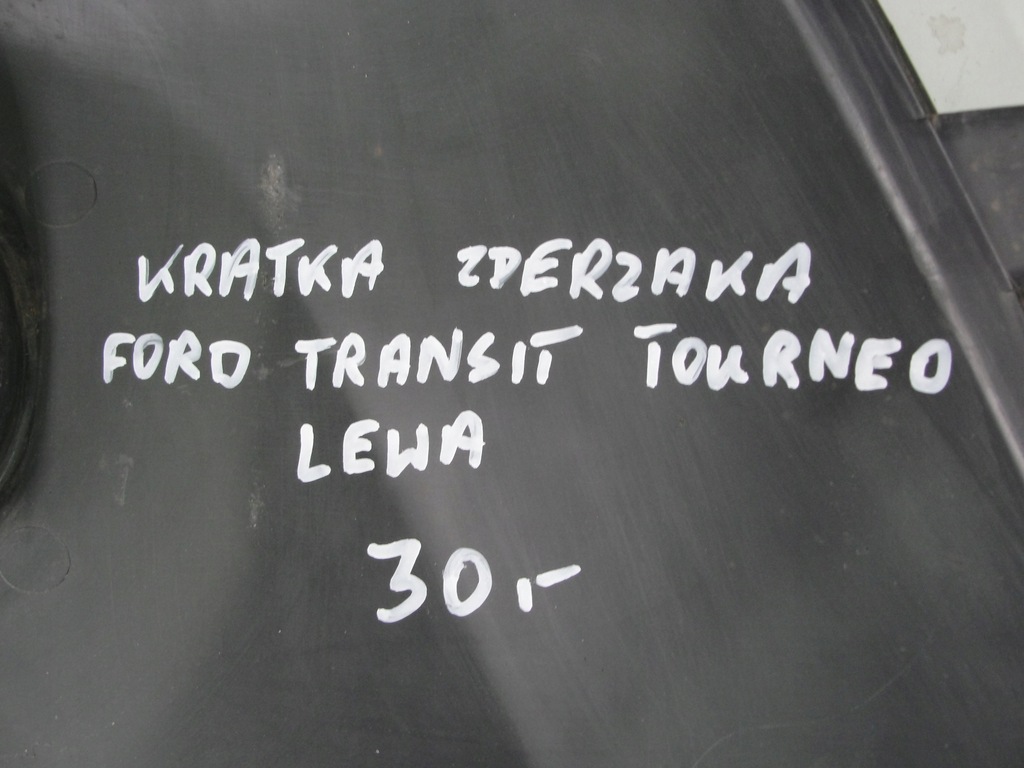 KRATKA ZDERZAKA
FORD TRANSIT TOURNEO
LEWA
30,-